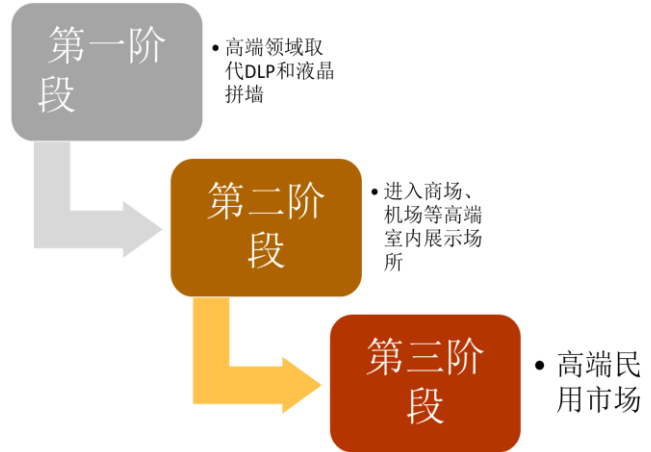 第一阶
段
• 高端领域取
代DLP和液晶
拼墙
第二阶
段
• 进入商场、
机场等高端
室内展示场
所
第三阶
段
• 高端民
用市场